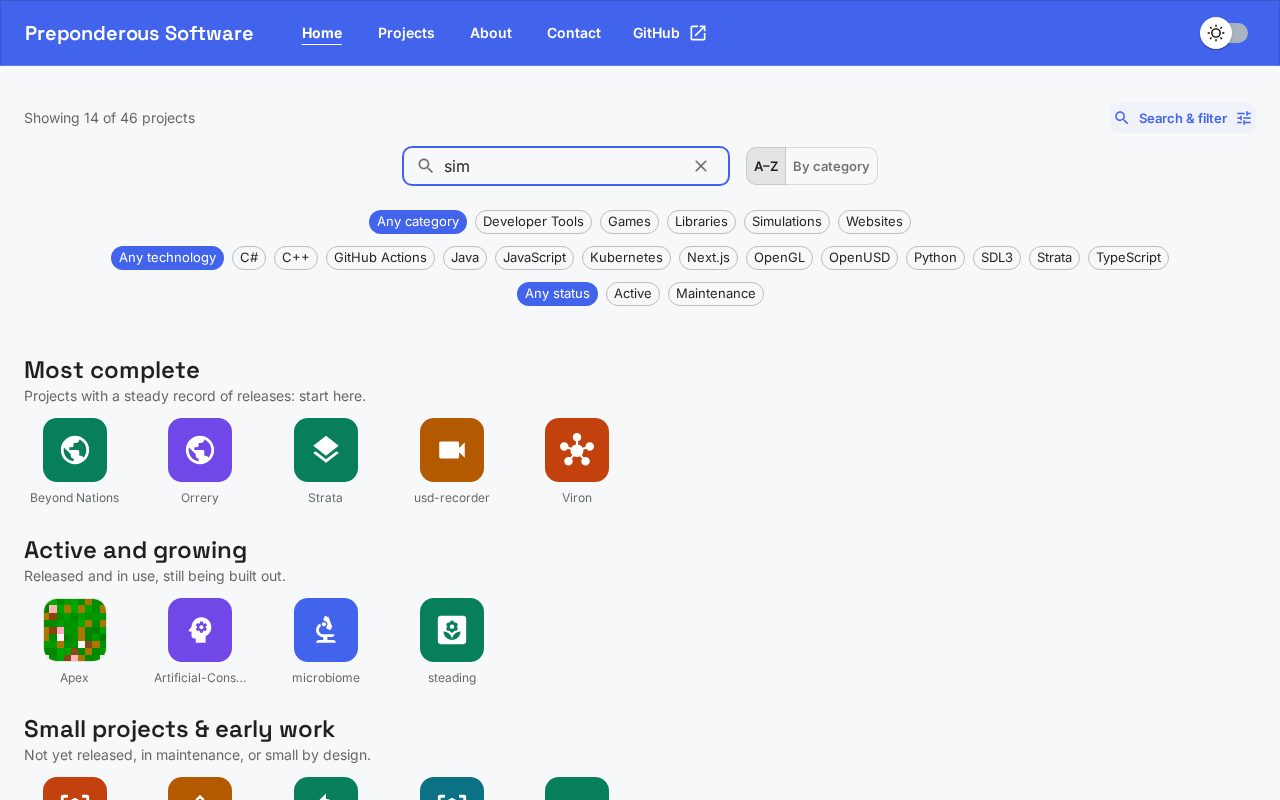 Preponderous Software Home Projects About Contact GitHub
Showing 14 of 46 projects Search & filter
sim A–Z By category
Any category Developer Tools Games Libraries Simulations Websites
Any technology C# C++ GitHub Actions Java JavaScript Kubernetes Next.js OpenGL OpenUSD Python SDL3 Strata TypeScript
Any status Active Maintenance
Most complete
Projects with a steady record of releases: start here.
Beyond Nations Orrery Strata usd-recorder Viron
Active and growing
Released and in use, still being built out.
Apex Artificial-Cons... microbiome steading
Small projects & early work
Not yet released, in maintenance, or small by design.